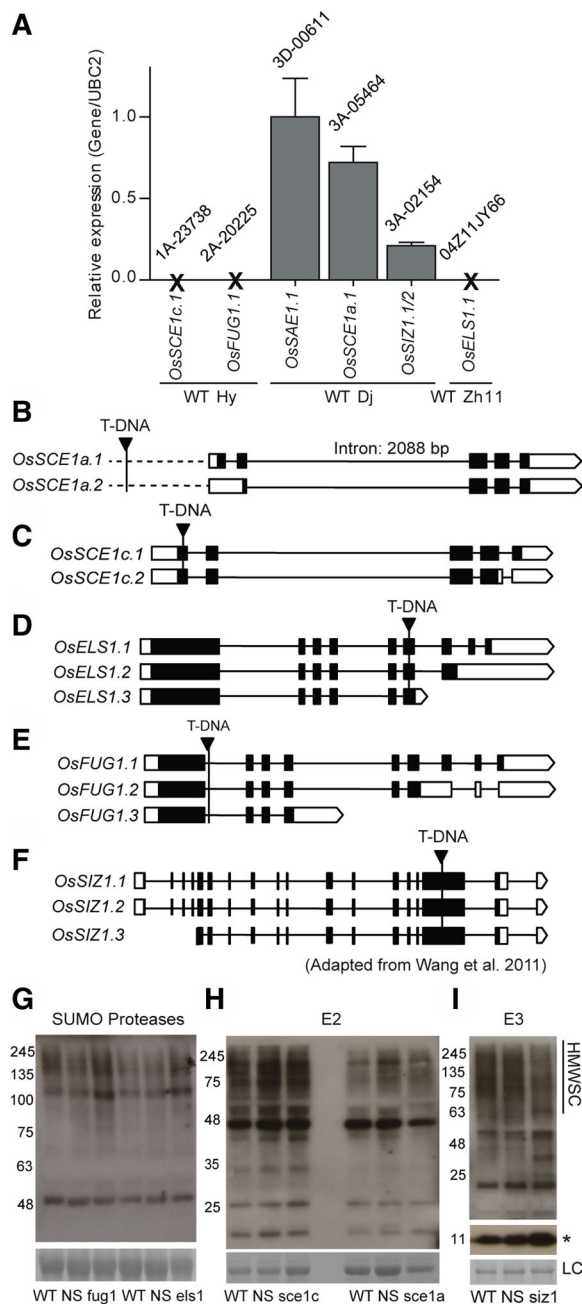 A
Relative expression (Gene/UBC2)
1.0
0.5
0.0
1A-23738
2A-20225
3D-00611
3A-05464
3A-02154
04Z11JY66
X X X
OsSCE1c.1
OsFUG1.1
OsSAE1.1
OsSCE1a.1
OsSIZ1.1/2
OsELS1.1
WT Hy WT Dj WT Zh11
B
T-DNA
Intron: 2088 bp
OsSCE1a.1
OsSCE1a.2
C
T-DNA
OsSCE1c.1
OsSCE1c.2
D
T-DNA
OsELS1.1
OsELS1.2
OsELS1.3
E
T-DNA
OsFUG1.1
OsFUG1.2
OsFUG1.3
F
T-DNA
OsSIZ1.1
OsSIZ1.2
OsSIZ1.3
(Adapted from Wang et al. 2011)
G
SUMO Proteases
245
135
100
63
48
WT NS fug1 WT NS els1
H
E2
245
75
48
35
25
WT NS sce1c WT NS sce1a
I
E3
245
135
75
63
48
25
11
HMWSC
*
LC
WT NS siz1